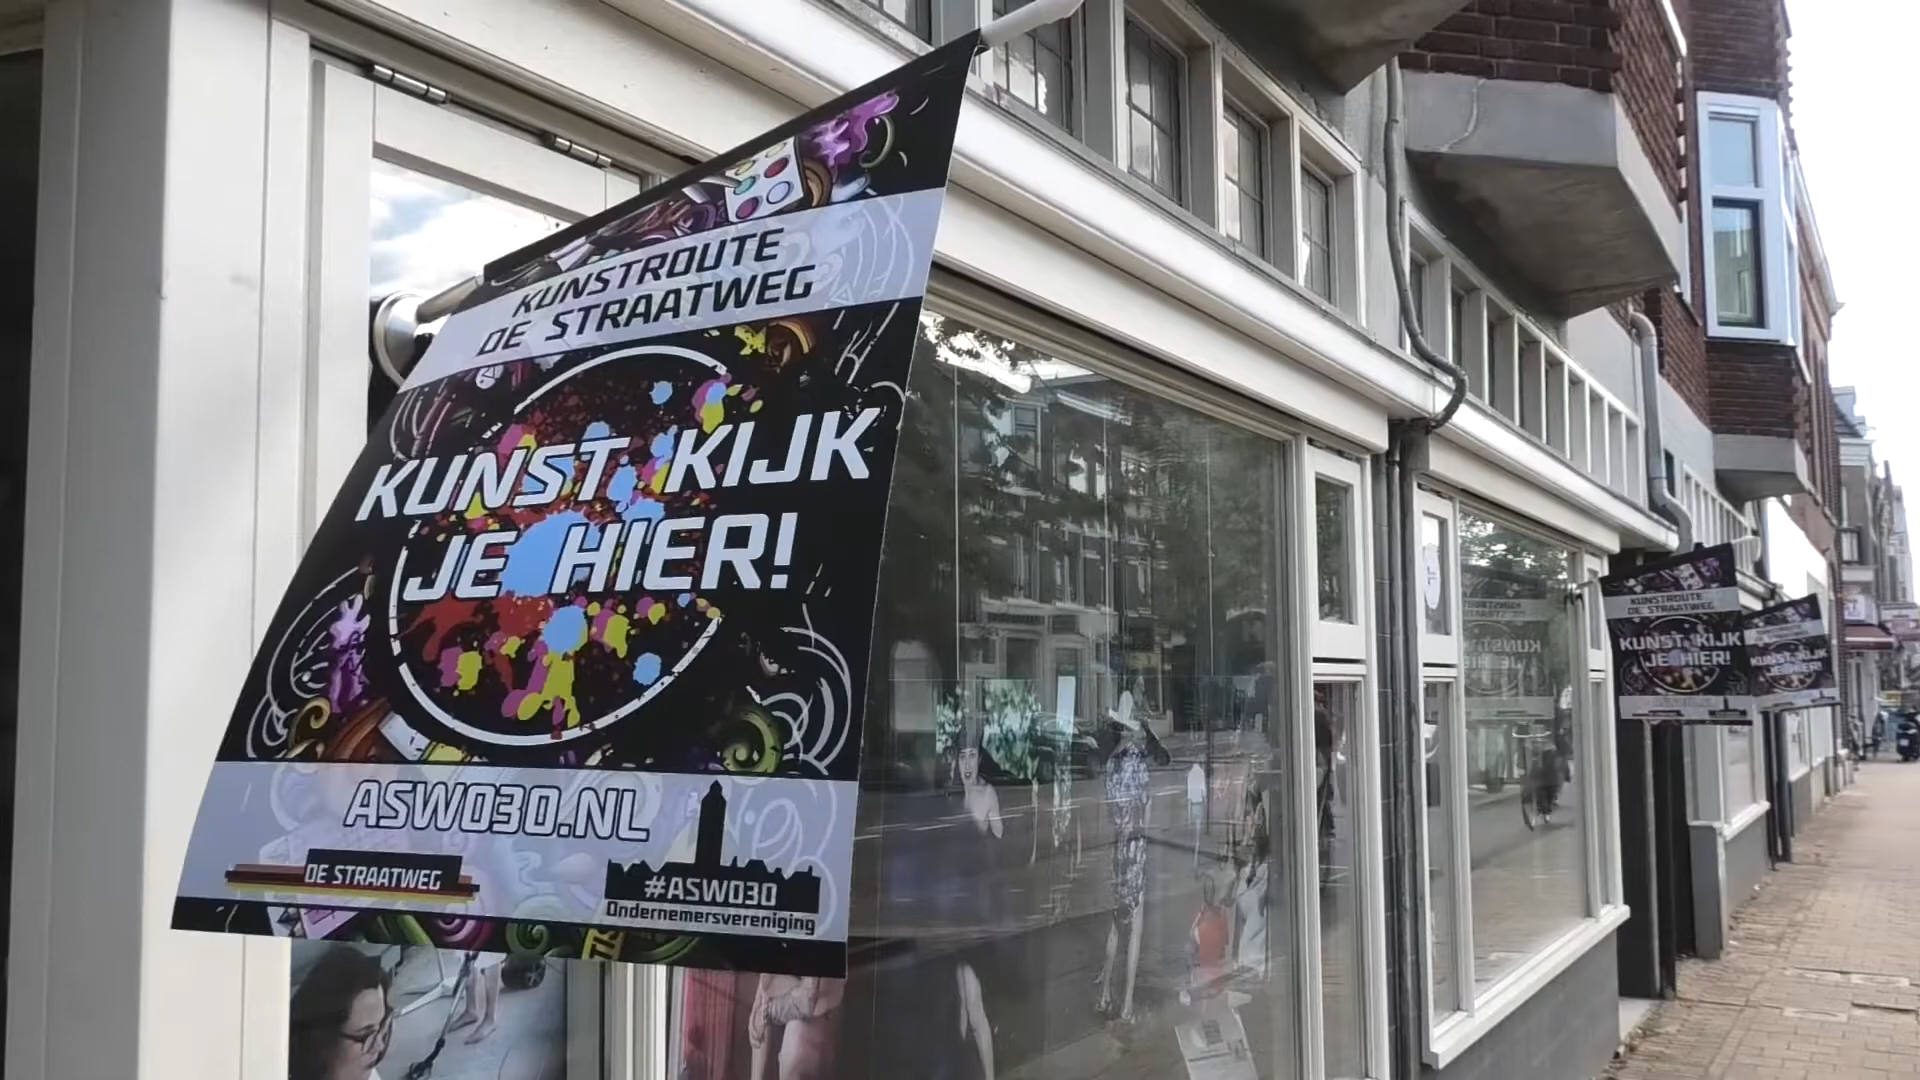 KUNSTROUTE
DE STRAATWEG
KUNST KIJK
JE HIER!
ASW030.NL
DE STRAATWEG
#ASW030
Ondernemersvereniging
KUNSTROUTE
DE STRAATWEG
KUNST KIJK
JE HIER!
KUNST KIJK
JE HIER!